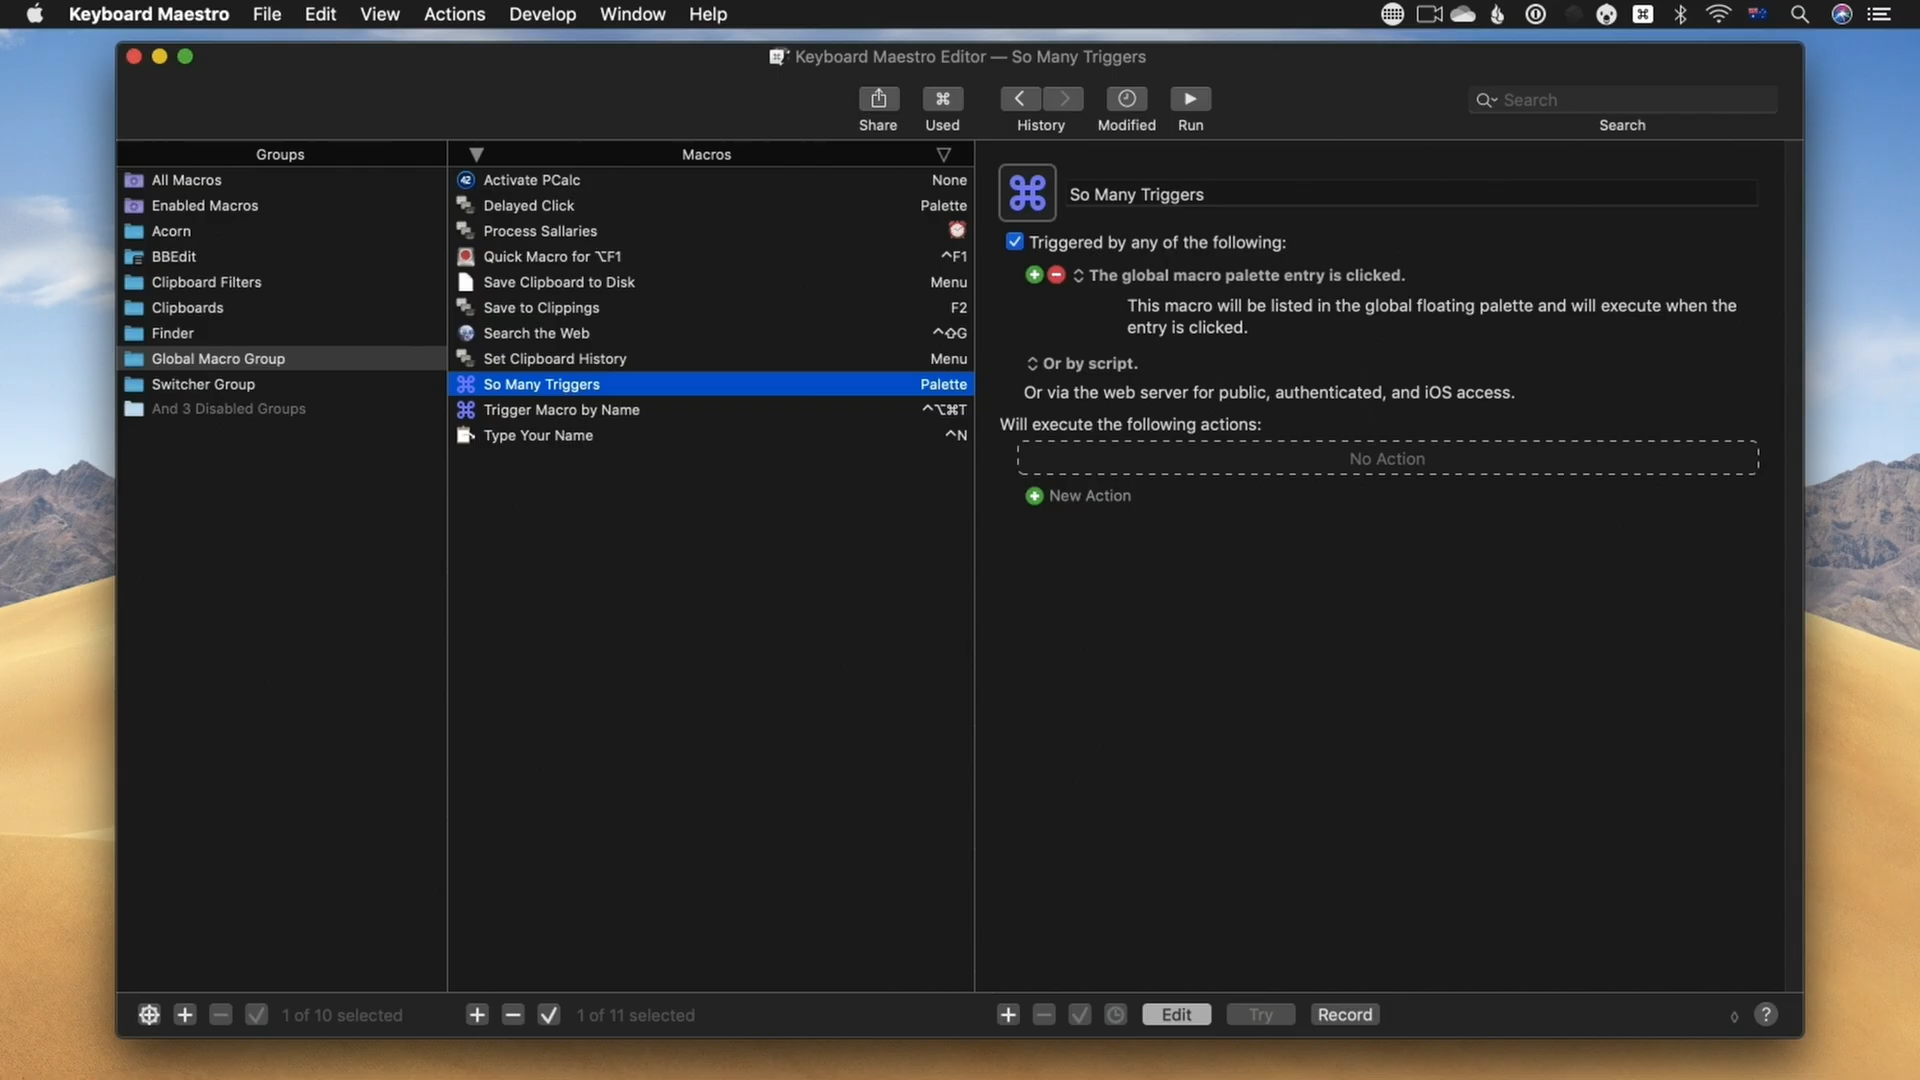 Keyboard Maestro File Edit View Actions Develop Window Help
Keyboard Maestro Editor — So Many Triggers
Share Used History Modified Run Search
Search
Groups
All Macros
Enabled Macros
Acorn
BBEdit
Clipboard Filters
Clipboards
Finder
Global Macro Group
Switcher Group
And 3 Disabled Groups
Macros
Activate PCalc None
Delayed Click Palette
Process Sallaries
Quick Macro for ⌥F1 ^F1
Save Clipboard to Disk Menu
Save to Clippings F2
Search the Web ^⇧G
Set Clipboard History Menu
So Many Triggers Palette
Trigger Macro by Name ^⌥⌘T
Type Your Name ^N
So Many Triggers
Triggered by any of the following:
The global macro palette entry is clicked.
This macro will be listed in the global floating palette and will execute when the
entry is clicked.
Or by script.
Or via the web server for public, authenticated, and iOS access.
Will execute the following actions:
No Action
New Action
1 of 10 selected
1 of 11 selected
Edit Try Record ?